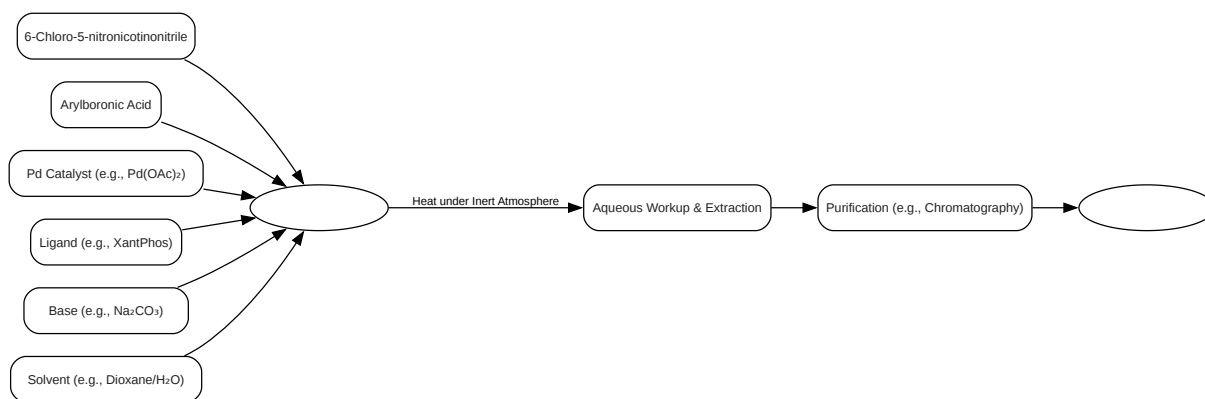 6-Chloro-5-nitronicotinonitrile
Arylboronic Acid
Pd Catalyst (e.g., Pd(OAc)₂)
Ligand (e.g., XantPhos)
Base (e.g., Na₂CO₃)
Solvent (e.g., Dioxane/H₂O)
Heat under Inert Atmosphere
Aqueous Workup & Extraction
Purification (e.g., Chromatography)